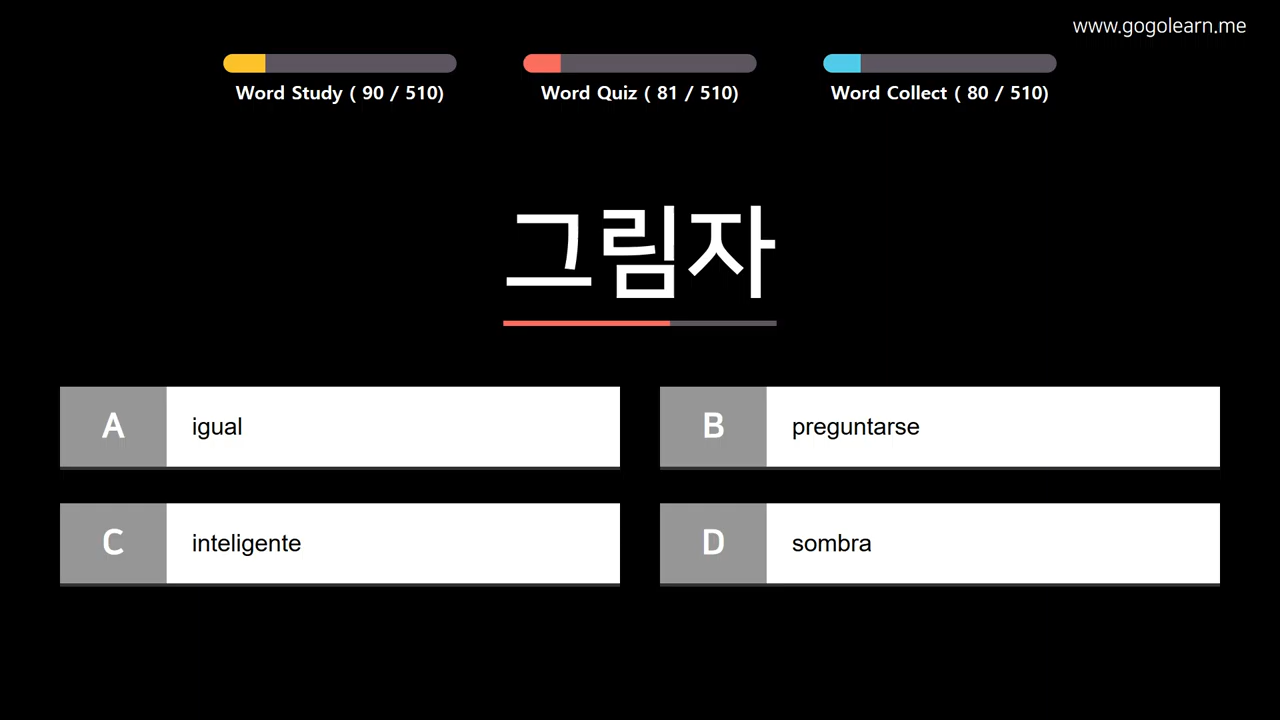 www.gogolearn.me
Word Study ( 90 / 510)
Word Quiz ( 81 / 510)
Word Collect ( 80 / 510)
그림자
A igual
B preguntarse
C inteligente
D sombra